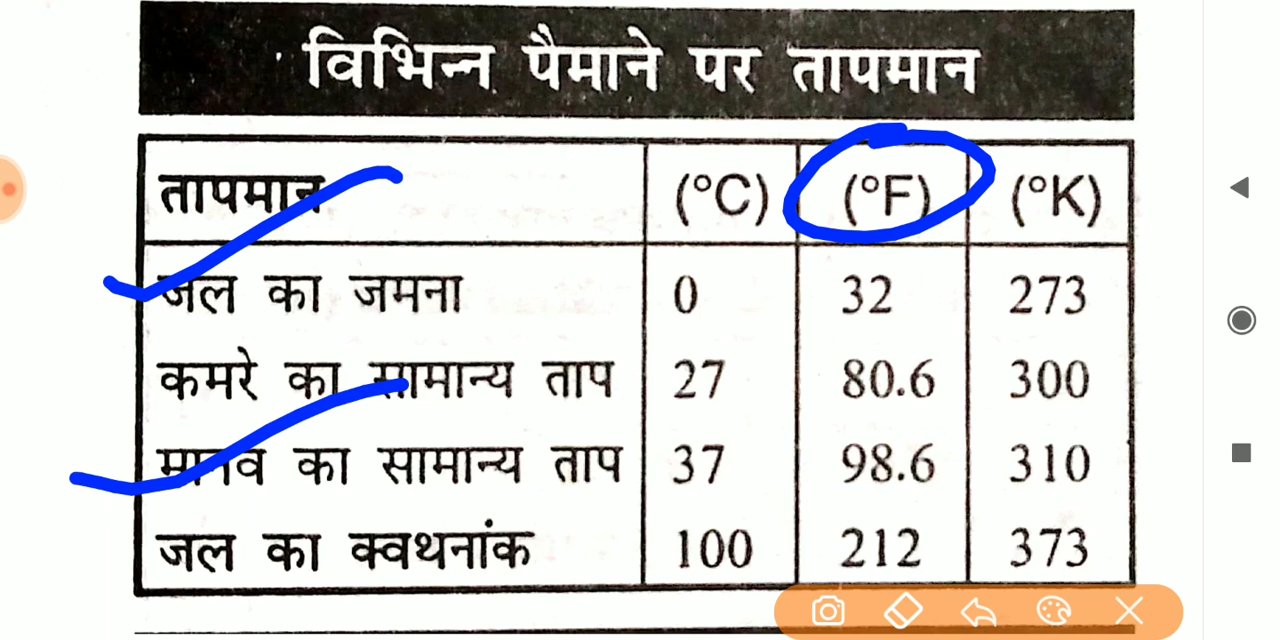 विभिन्न पैमाने पर तापमान
तापमान (°C) (°F) (°K)
जल का जमना 0 32 273
कमरे का सामान्य ताप 27 80.6 300
मानव का सामान्य ताप 37 98.6 310
जल का क्वथनांक 100 212 373